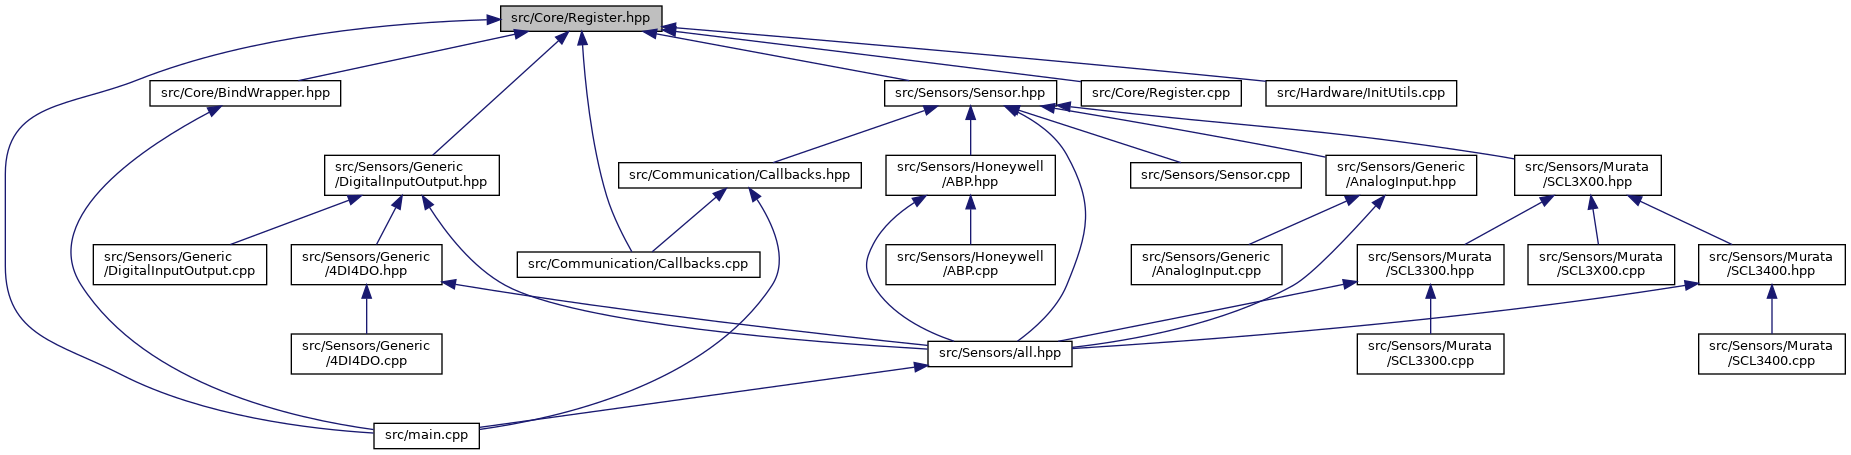 src/Core/Register.hpp
src/Core/BindWrapper.hpp
src/Sensors/Sensor.hpp
src/Core/Register.cpp
src/Hardware/InitUtils.cpp
src/Sensors/Generic
/DigitalInputOutput.hpp
src/Communication/Callbacks.hpp
src/Sensors/Honeywell
/ABP.hpp
src/Sensors/Sensor.cpp
src/Sensors/Generic
/AnalogInput.hpp
src/Sensors/Murata
/SCL3X00.hpp
src/Sensors/Generic
/DigitalInputOutput.cpp
src/Sensors/Generic
/4DI4DO.hpp
src/Communication/Callbacks.cpp
src/Sensors/Honeywell
/ABP.cpp
src/Sensors/Generic
/AnalogInput.cpp
src/Sensors/Murata
/SCL3300.hpp
src/Sensors/Murata
/SCL3X00.cpp
src/Sensors/Murata
/SCL3400.hpp
src/Sensors/Generic
/4DI4DO.cpp
src/Sensors/all.hpp
src/Sensors/Murata
/SCL3300.cpp
src/Sensors/Murata
/SCL3400.cpp
src/main.cpp